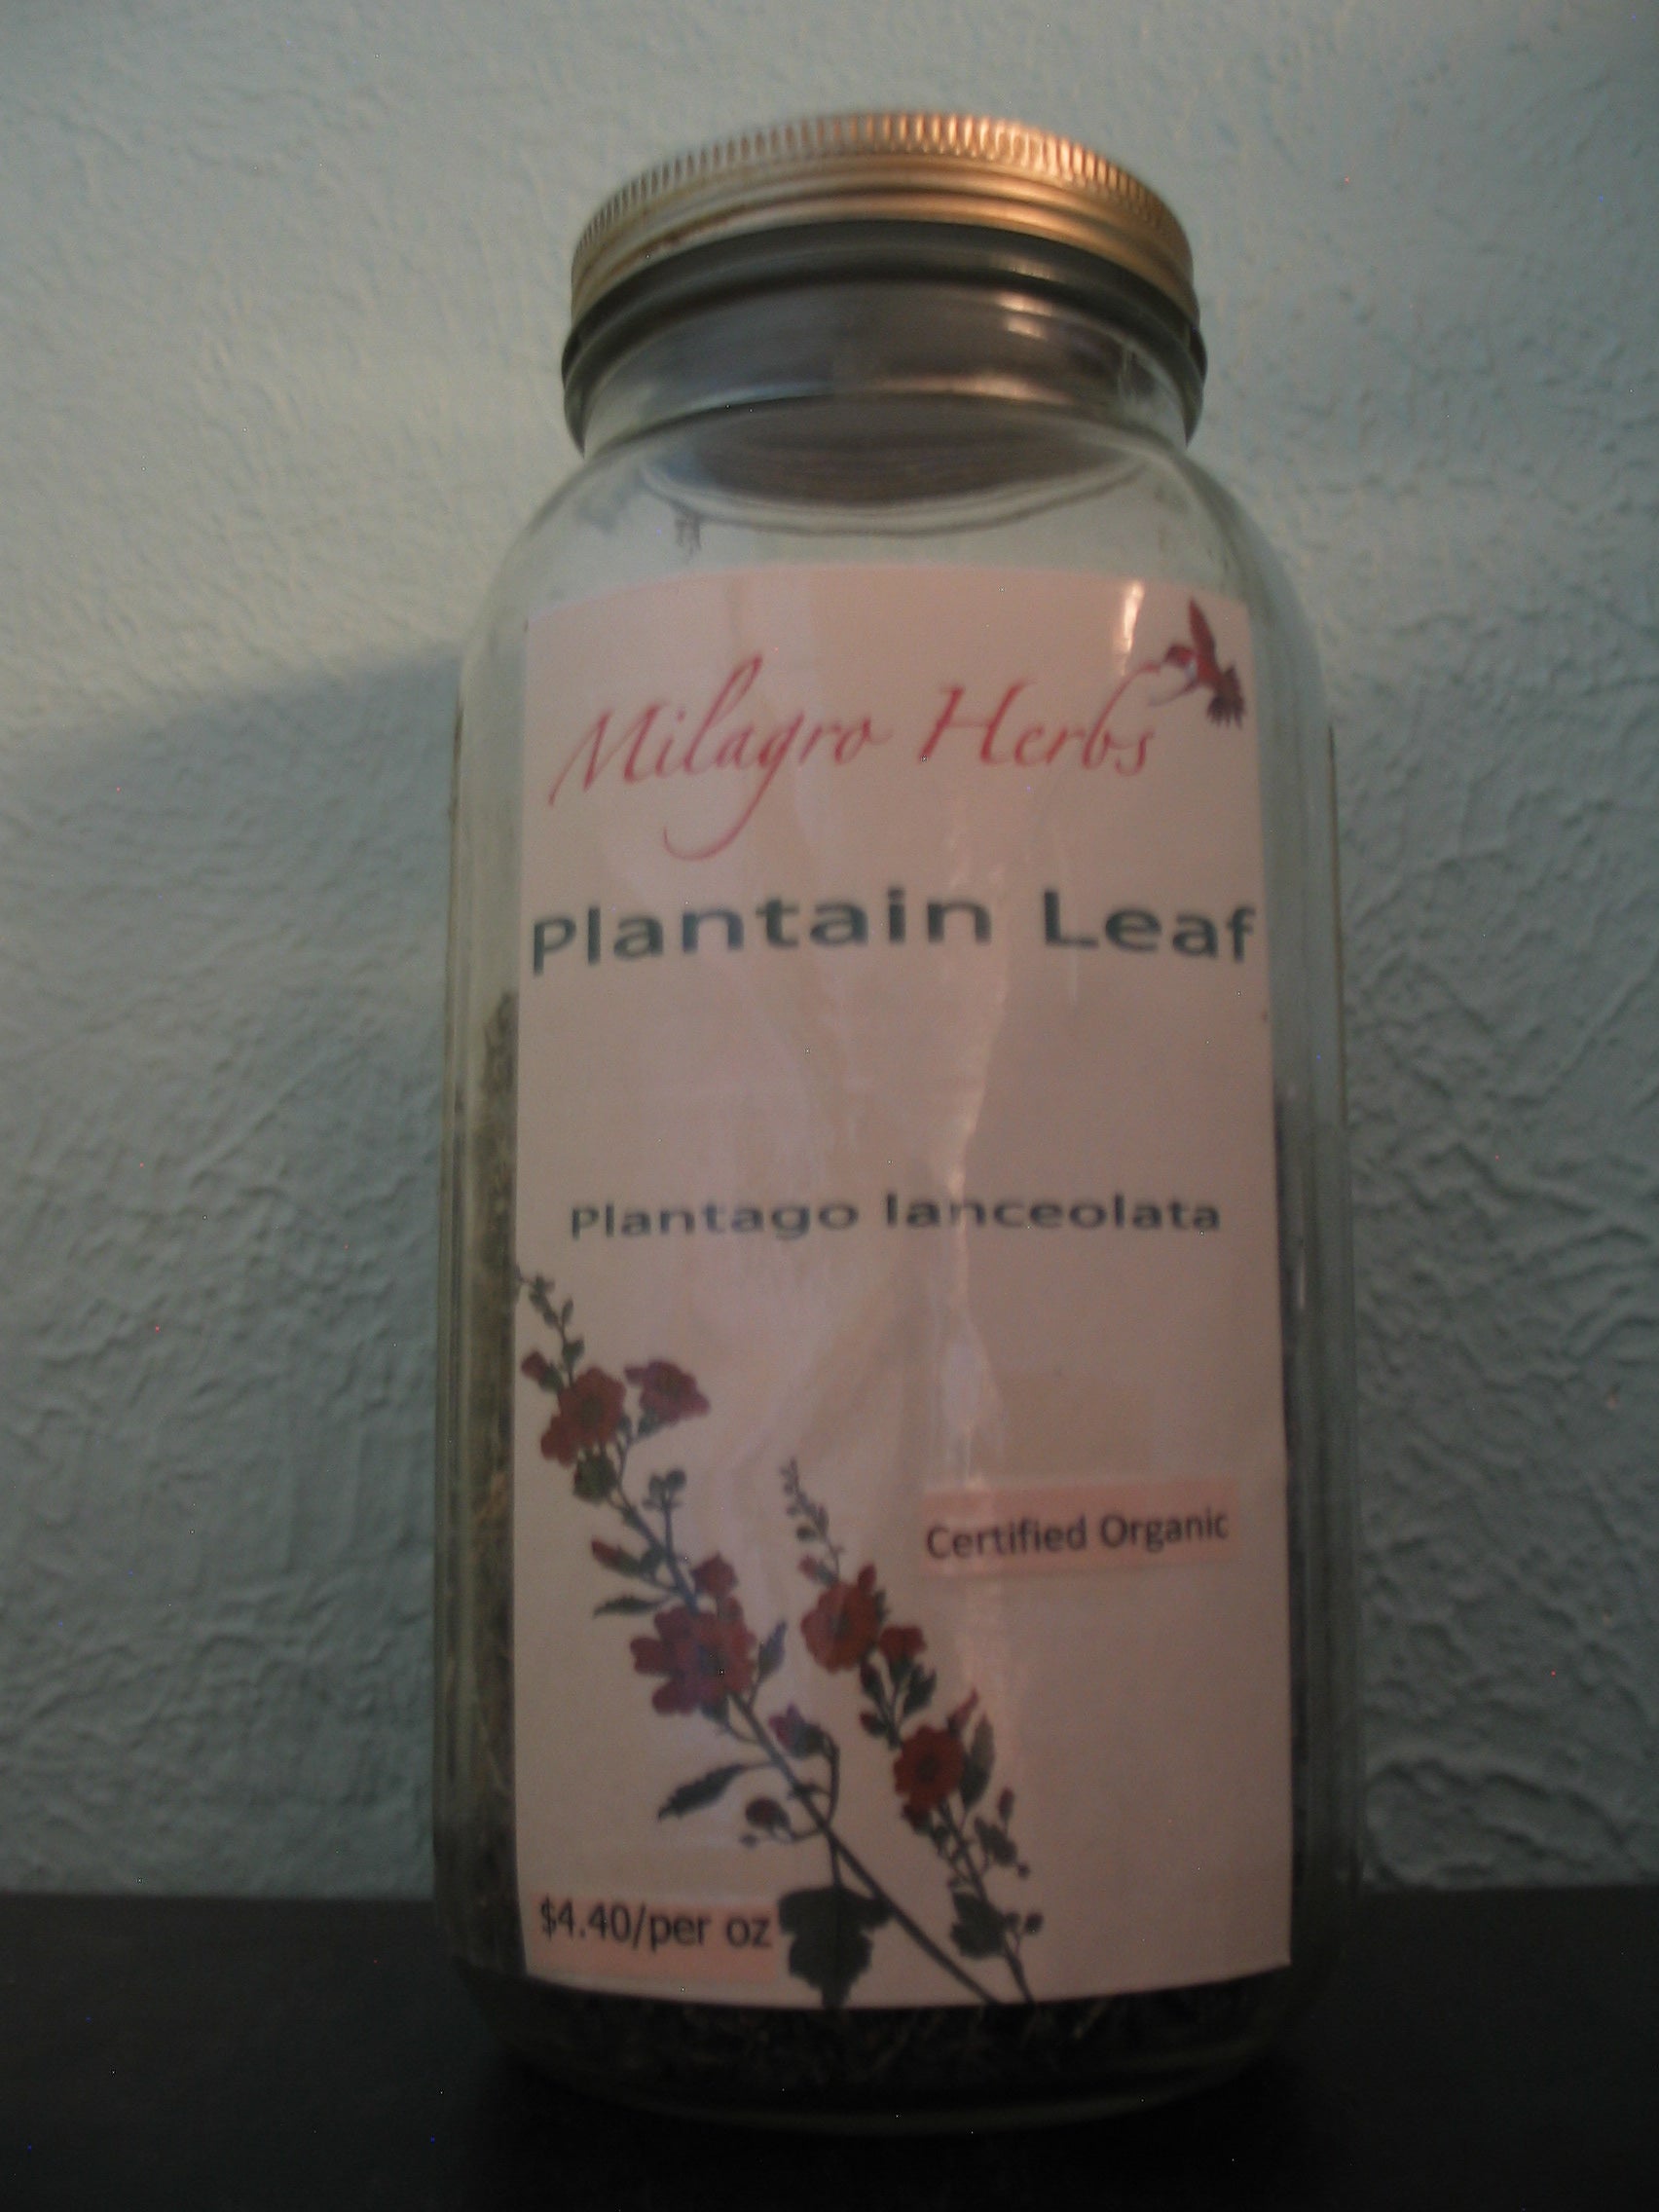 Milagro Herbs
Plantain Leaf
Plantago lanceolata
Certified Organic
$4.40/per oz